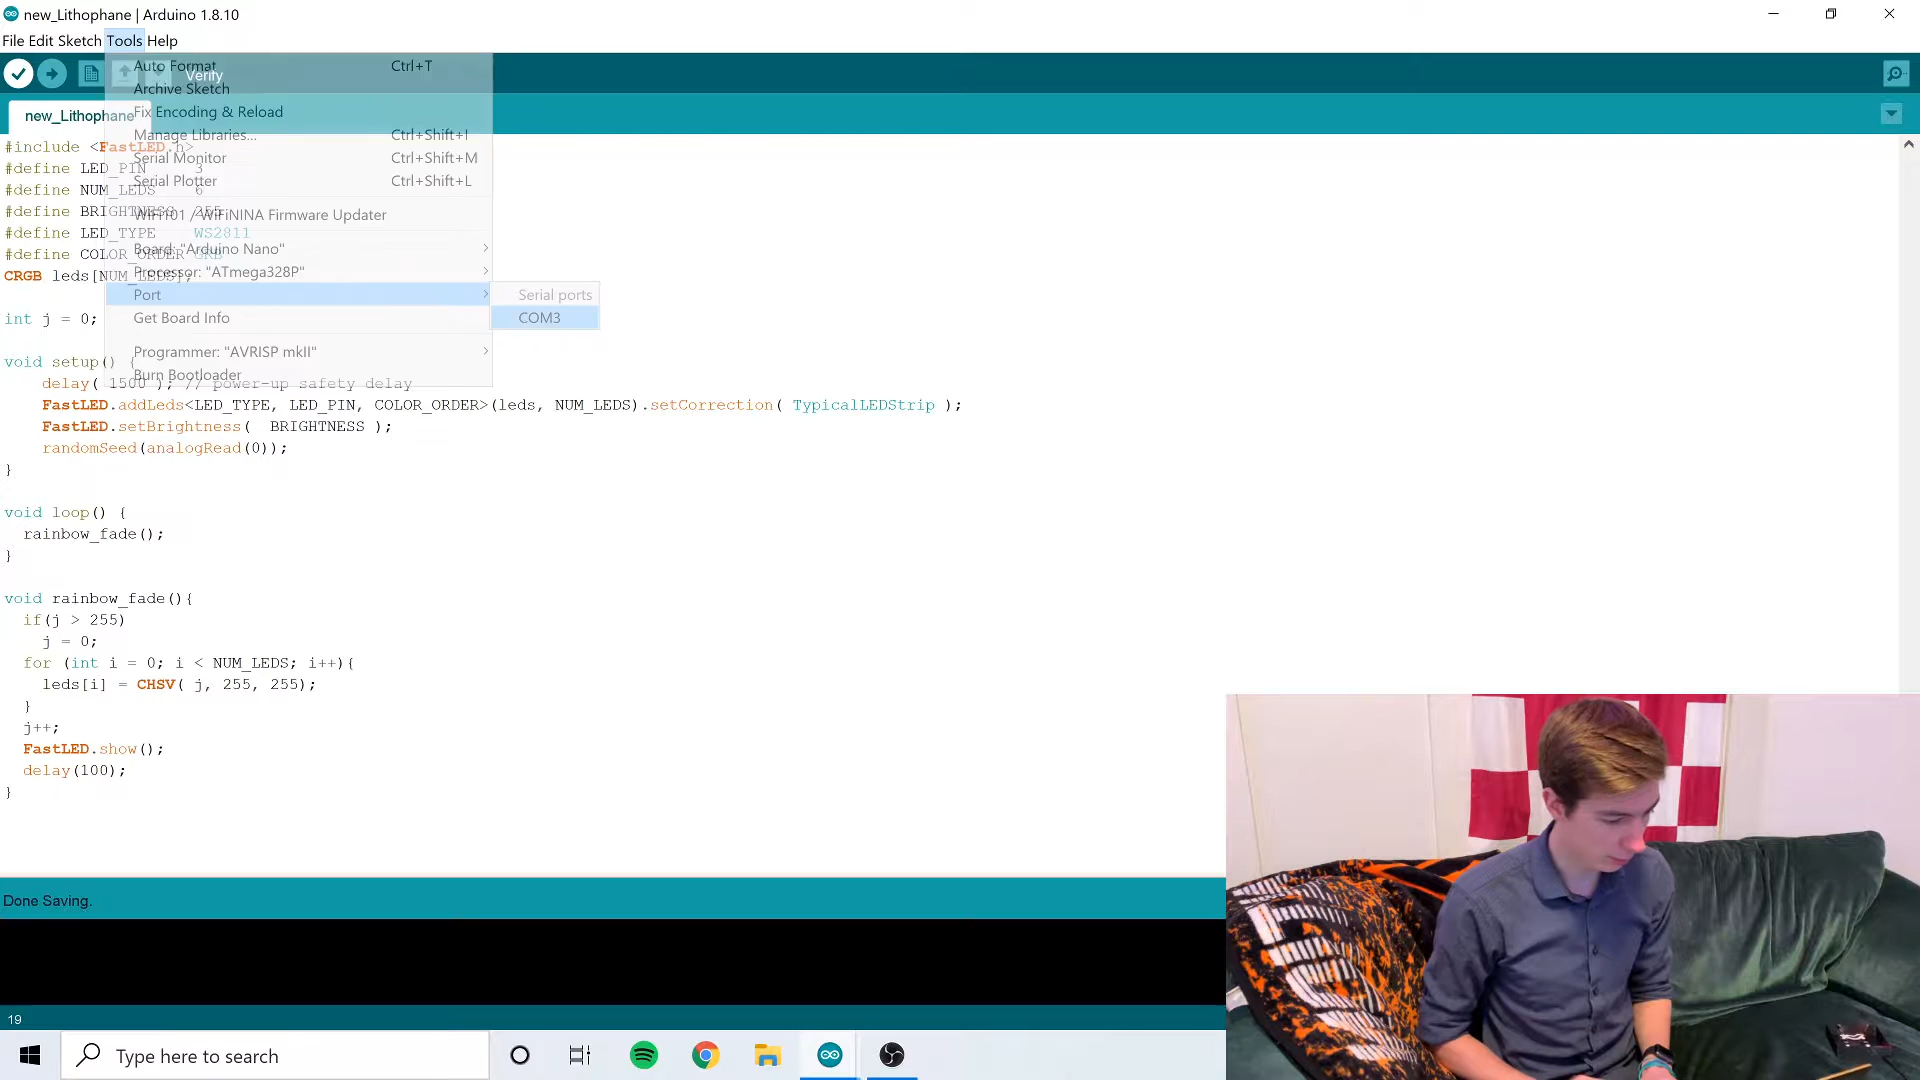 new_Lithophane | Arduino 1.8.10
File Edit Sketch Tools Help
Verify
new_Lithophane
Auto Format Ctrl+T
Archive Sketch
Fix Encoding & Reload
Manage Libraries... Ctrl+Shift+I
Serial Monitor Ctrl+Shift+M
Serial Plotter Ctrl+Shift+L
WiFi101 / WiFiNINA Firmware Updater
Board: "Arduino Nano"
Processor: "ATmega328P"
Port
Get Board Info
Programmer: "AVRISP mkII"
Burn Bootloader
Serial ports
COM3
#include <FastLED.h>
#define LED_PIN 3
#define NUM_LEDS 6
#define BRIGHTNESS 255
#define LED_TYPE WS2811
#define COLOR_ORDER GRB
CRGB leds[NUM_LEDS];
int j = 0;
void setup() {
delay( 1500 ); // power-up safety delay
FastLED.addLeds<LED_TYPE, LED_PIN, COLOR_ORDER>(leds, NUM_LEDS).setCorrection( TypicalLEDStrip );
FastLED.setBrightness(  BRIGHTNESS );
randomSeed(analogRead(0));
}
void loop() {
rainbow_fade();
}
void rainbow_fade(){
if(j > 255)
j = 0;
for (int i = 0; i < NUM_LEDS; i++){
leds[i] = CHSV( j, 255, 255);
}
j++;
FastLED.show();
delay(100);
}
Done Saving.
19
Type here to search